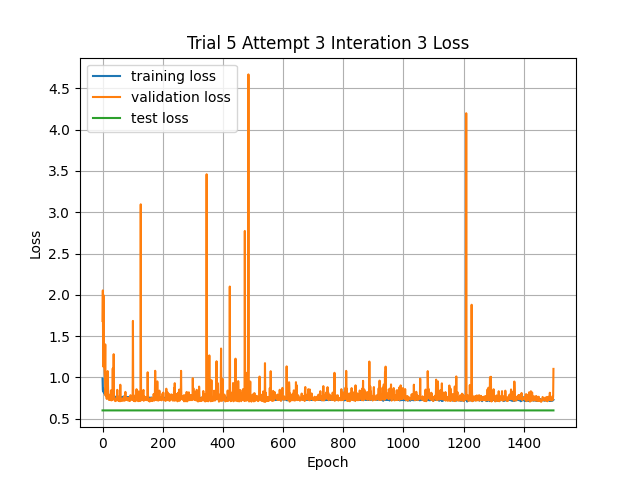 Trial 5 Attempt 3 Interation 3 Loss
training loss
validation loss
test loss
Loss
4.5
4.0
3.5
3.0
2.5
2.0
1.5
1.0
0.5
0 200 400 600 800 1000 1200 1400
Epoch